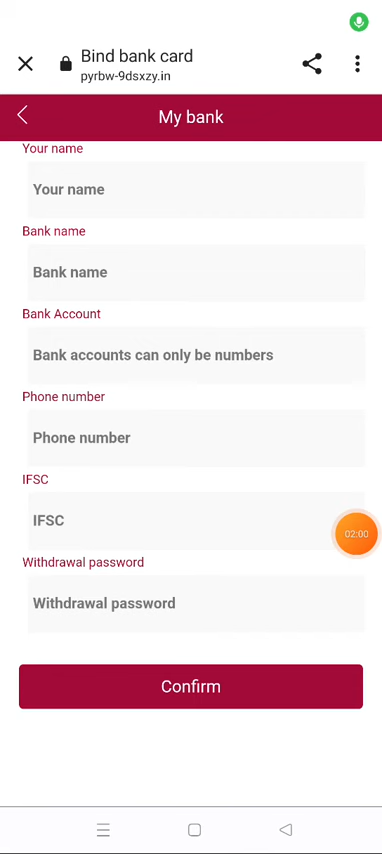 Bind bank card
pyrbw-9dsxzy.in
My bank
Your name
Your name
Bank name
Bank name
Bank Account
Bank accounts can only be numbers
Phone number
Phone number
IFSC
IFSC
02:00
Withdrawal password
Withdrawal password
Confirm